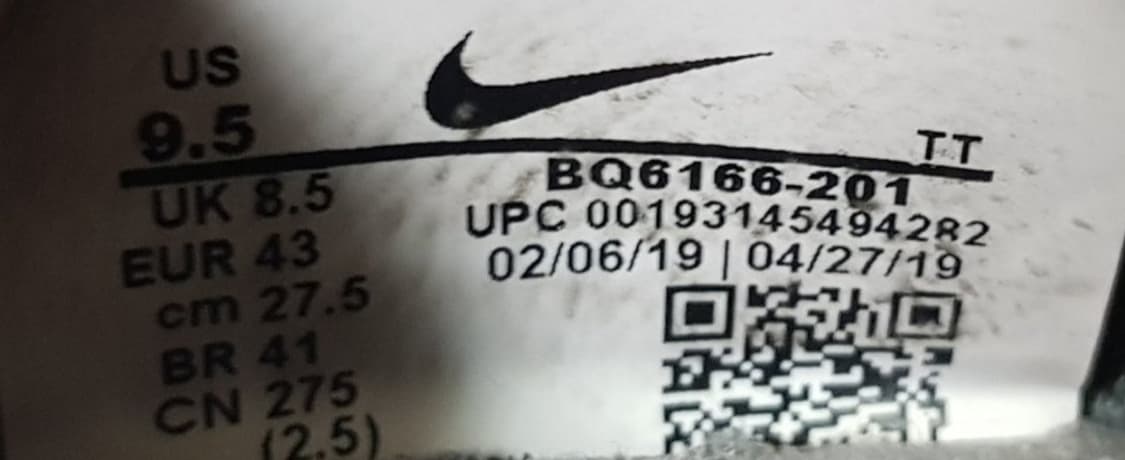 US
9.5
UK 8.5
EUR 43
cm 27.5
BR 41
CN 275
(2.5)
TT
BQ6166-201
UPC 00193145494282
02/06/19 | 04/27/19